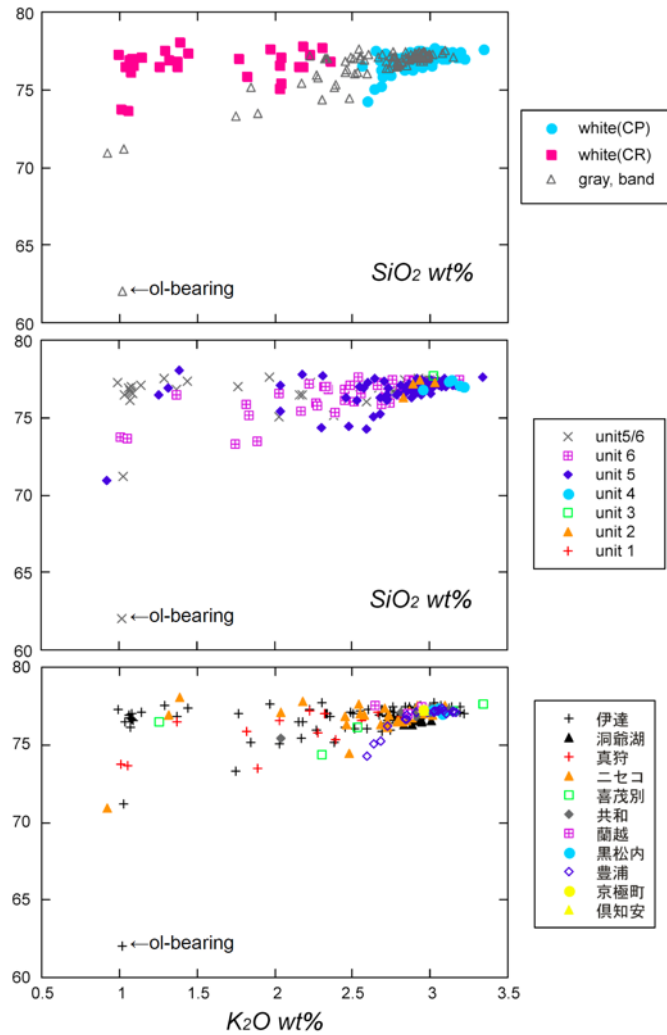 80
75
70
65
60
←ol-bearing
SiO₂ wt%
white(CP)
white(CR)
gray, band
80
75
70
65
60
←ol-bearing
SiO₂ wt%
unit5/6
unit 6
unit 5
unit 4
unit 3
unit 2
unit 1
80
75
70
65
60
←ol-bearing
0.5 1 1.5 2 2.5 3 3.5
K₂O wt%
伊達
洞爺湖
真狩
ニセコ
喜茂別
共和
蘭越
黒松内
豊浦
京極町
倶知安